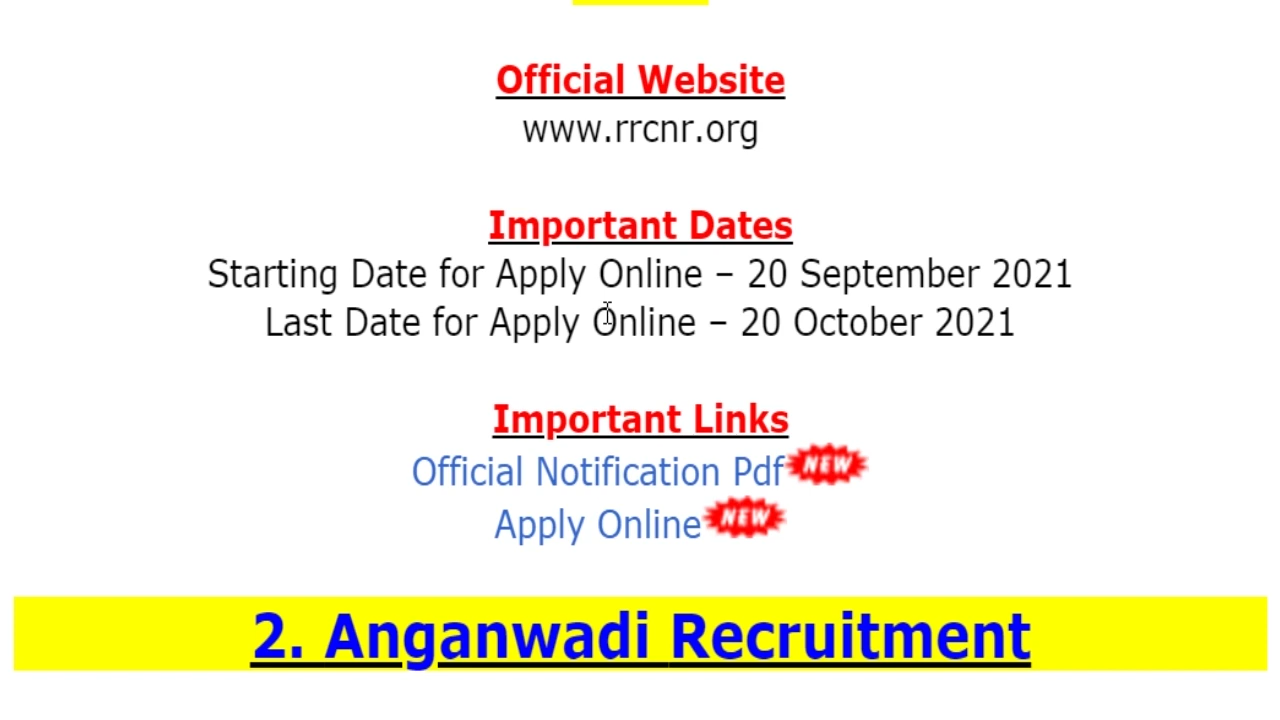 Official Website
www.rrcnr.org
Important Dates
Starting Date for Apply Online – 20 September 2021
Last Date for Apply Online – 20 October 2021
Important Links
Official Notification Pdf NEW
Apply Online NEW
2. Anganwadi Recruitment